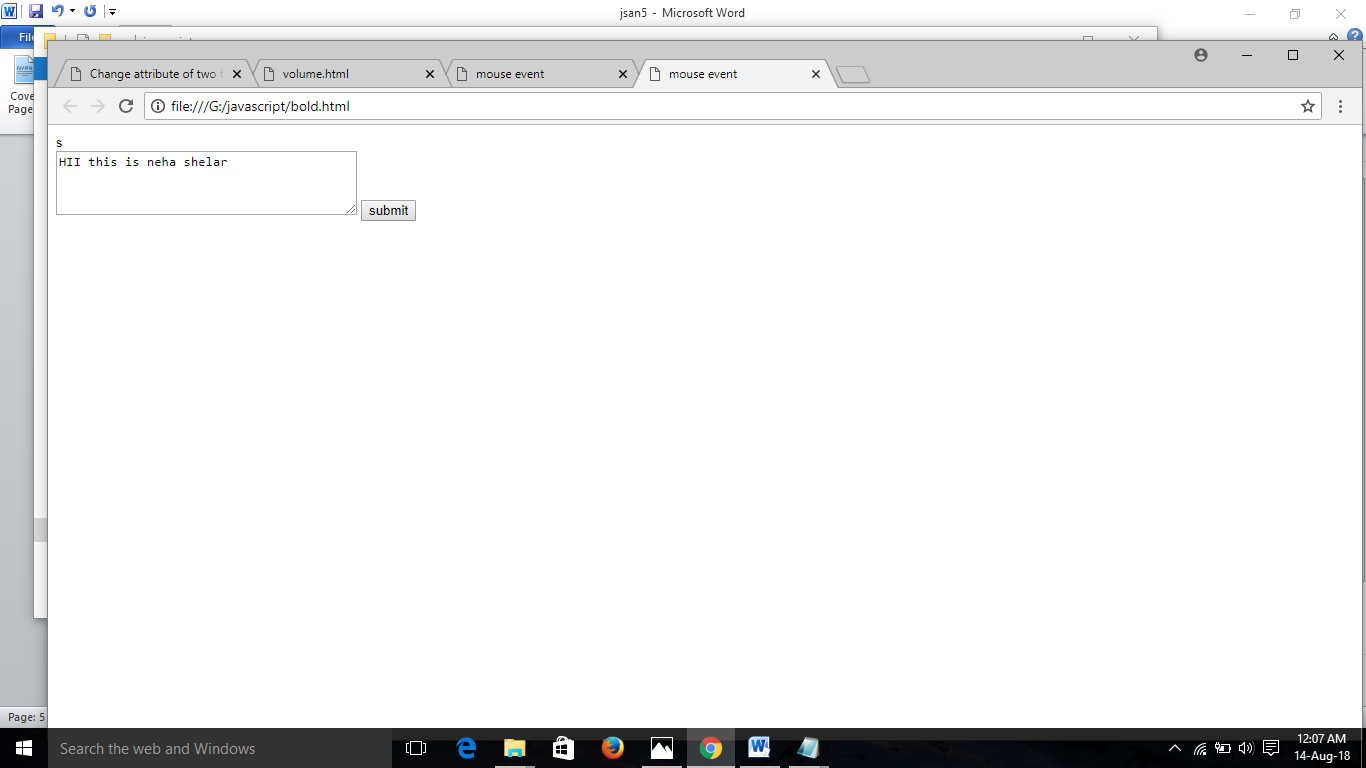 jsan5 - Microsoft Word
File
Change attribute of two f
volume.html
mouse event
mouse event
file:///G:/javascript/bold.html
Cove
Page
s
HII this is neha shelar
submit
Page: 5
Search the web and Windows
12:07 AM
14-Aug-18